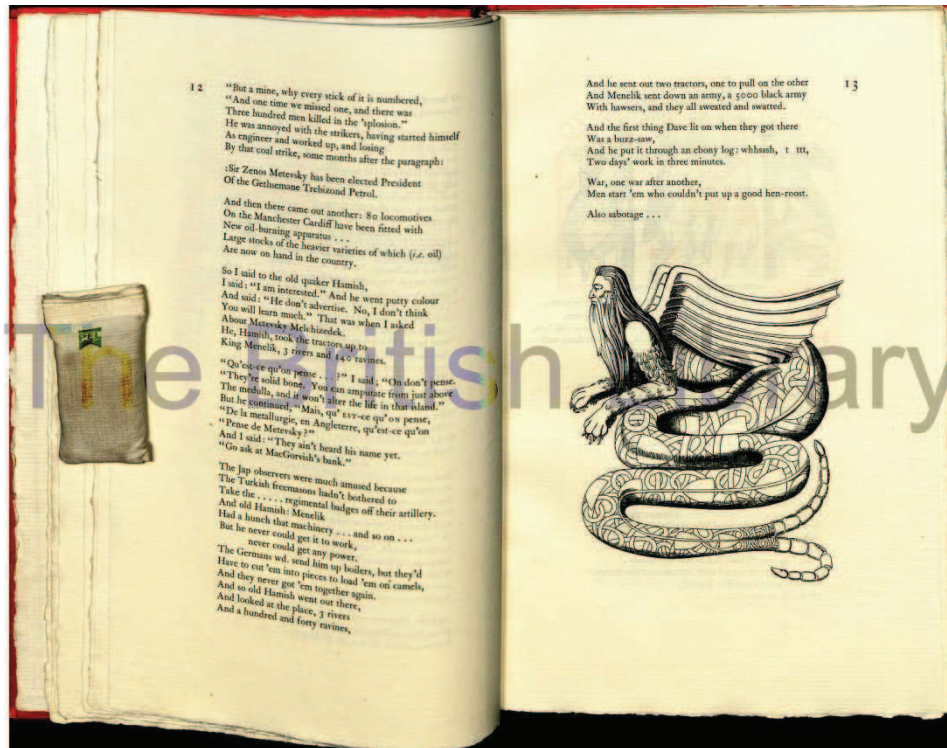 12
"But a mine, why every stick of it is numbered,
"And one time we missed one, and there was
Three hundred men killed in the 'splosion."
He was annoyed with the strikers, having started himself
As engineer and worked up, and losing
By that coal strike, some months after the paragraph:
:Sir Zenos Metevsky has been elected President
Of the Gethsemane Trebizond Petrol.
And then there came out another: 80 locomotives
On the Manchester Cardiff have been fitted with
New oil-burning apparatus . . .
Large stocks of the heavier varieties of which (i.e. oil)
Are now on hand in the country.
So I said to the old quaker Hamish,
I said: "I am interested." And he went putty colour
And said: "He don't advertise. No, I don't think
You will learn much." That was when I asked
About Metevsky Melchizedek.
He, Hamish, took the tractors up to
King Menelik, 3 rivers and 140 ravines.
"Qu'est-ce qu'on pense . . . ?" I said; "On don't pense.
"They're solid bone. You can amputate from just above
The medulla, and it won't alter the life in that island."
But he continued, "Mais, qu' EST-ce qu' ON pense,
"De la metallurgie, en Angleterre, qu'est-ce qu'on
"Pense de Metevsky?"
And I said: "They ain't heard his name yet.
"Go ask at MacGorvish's bank."
The Jap observers were much amused because
The Turkish freemasons hadn't bothered to
Take the . . . . . regimental badges off their artillery.
And old Hamish: Menelik
Had a hunch that machinery . . . and so on . . .
But he never could get it to work,
never could get any power.
The Germans wd. send him up boilers, but they'd
Have to cut 'em into pieces to load 'em on camels,
And they never got 'em together again.
And so old Hamish went out there,
And looked at the place, 3 rivers
And a hundred and forty ravines,
13
And he sent out two tractors, one to pull on the other
And Menelik sent down an army, a 5000 black army
With hawsers, and they all sweated and swatted.
And the first thing Dave lit on when they got there
Was a buzz-saw,
And he put it through an ebony log: whhsssh, t ttt,
Two days' work in three minutes.
War, one war after another,
Men start 'em who couldn't put up a good hen-roost.
Also sabotage . . .
The British Library